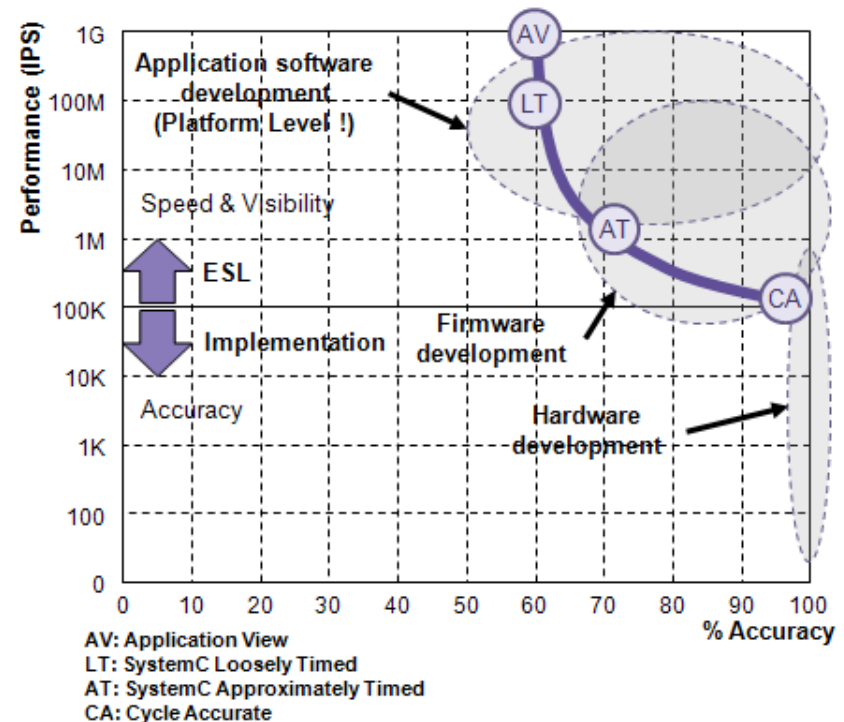 Performance (IPS)
1G
100M
10M
1M
100K
10K
1K
100
0
Application software
development
(Platform Level !)
Speed & Visibility
ESL
Implementation
Accuracy
AV
LT
AT
CA
Firmware
development
Hardware
development
0 10 20 30 40 50 60 70 80 90 100
% Accuracy
AV: Application View
LT: SystemC Loosely Timed
AT: SystemC Approximately Timed
CA: Cycle Accurate